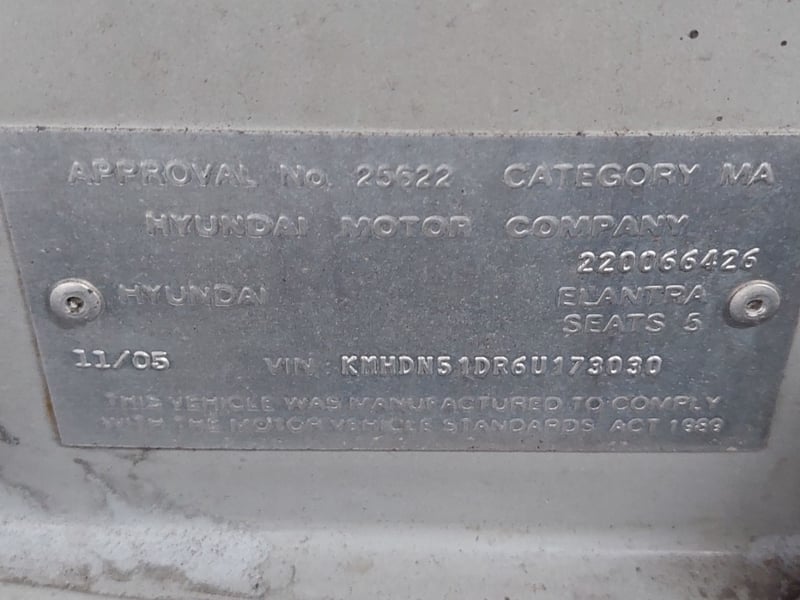 APPROVAL No. 25622 CATEGORY MA
HYUNDAI MOTOR COMPANY
220066426
HYUNDAI ELANTRA
SEATS 5
11/05 VIN KMHDN51DR6U173030
THIS VEHICLE WAS MANUFACTURED TO COMPLY
WITH THE MOTOR VEHICLE STANDARDS ACT 1989